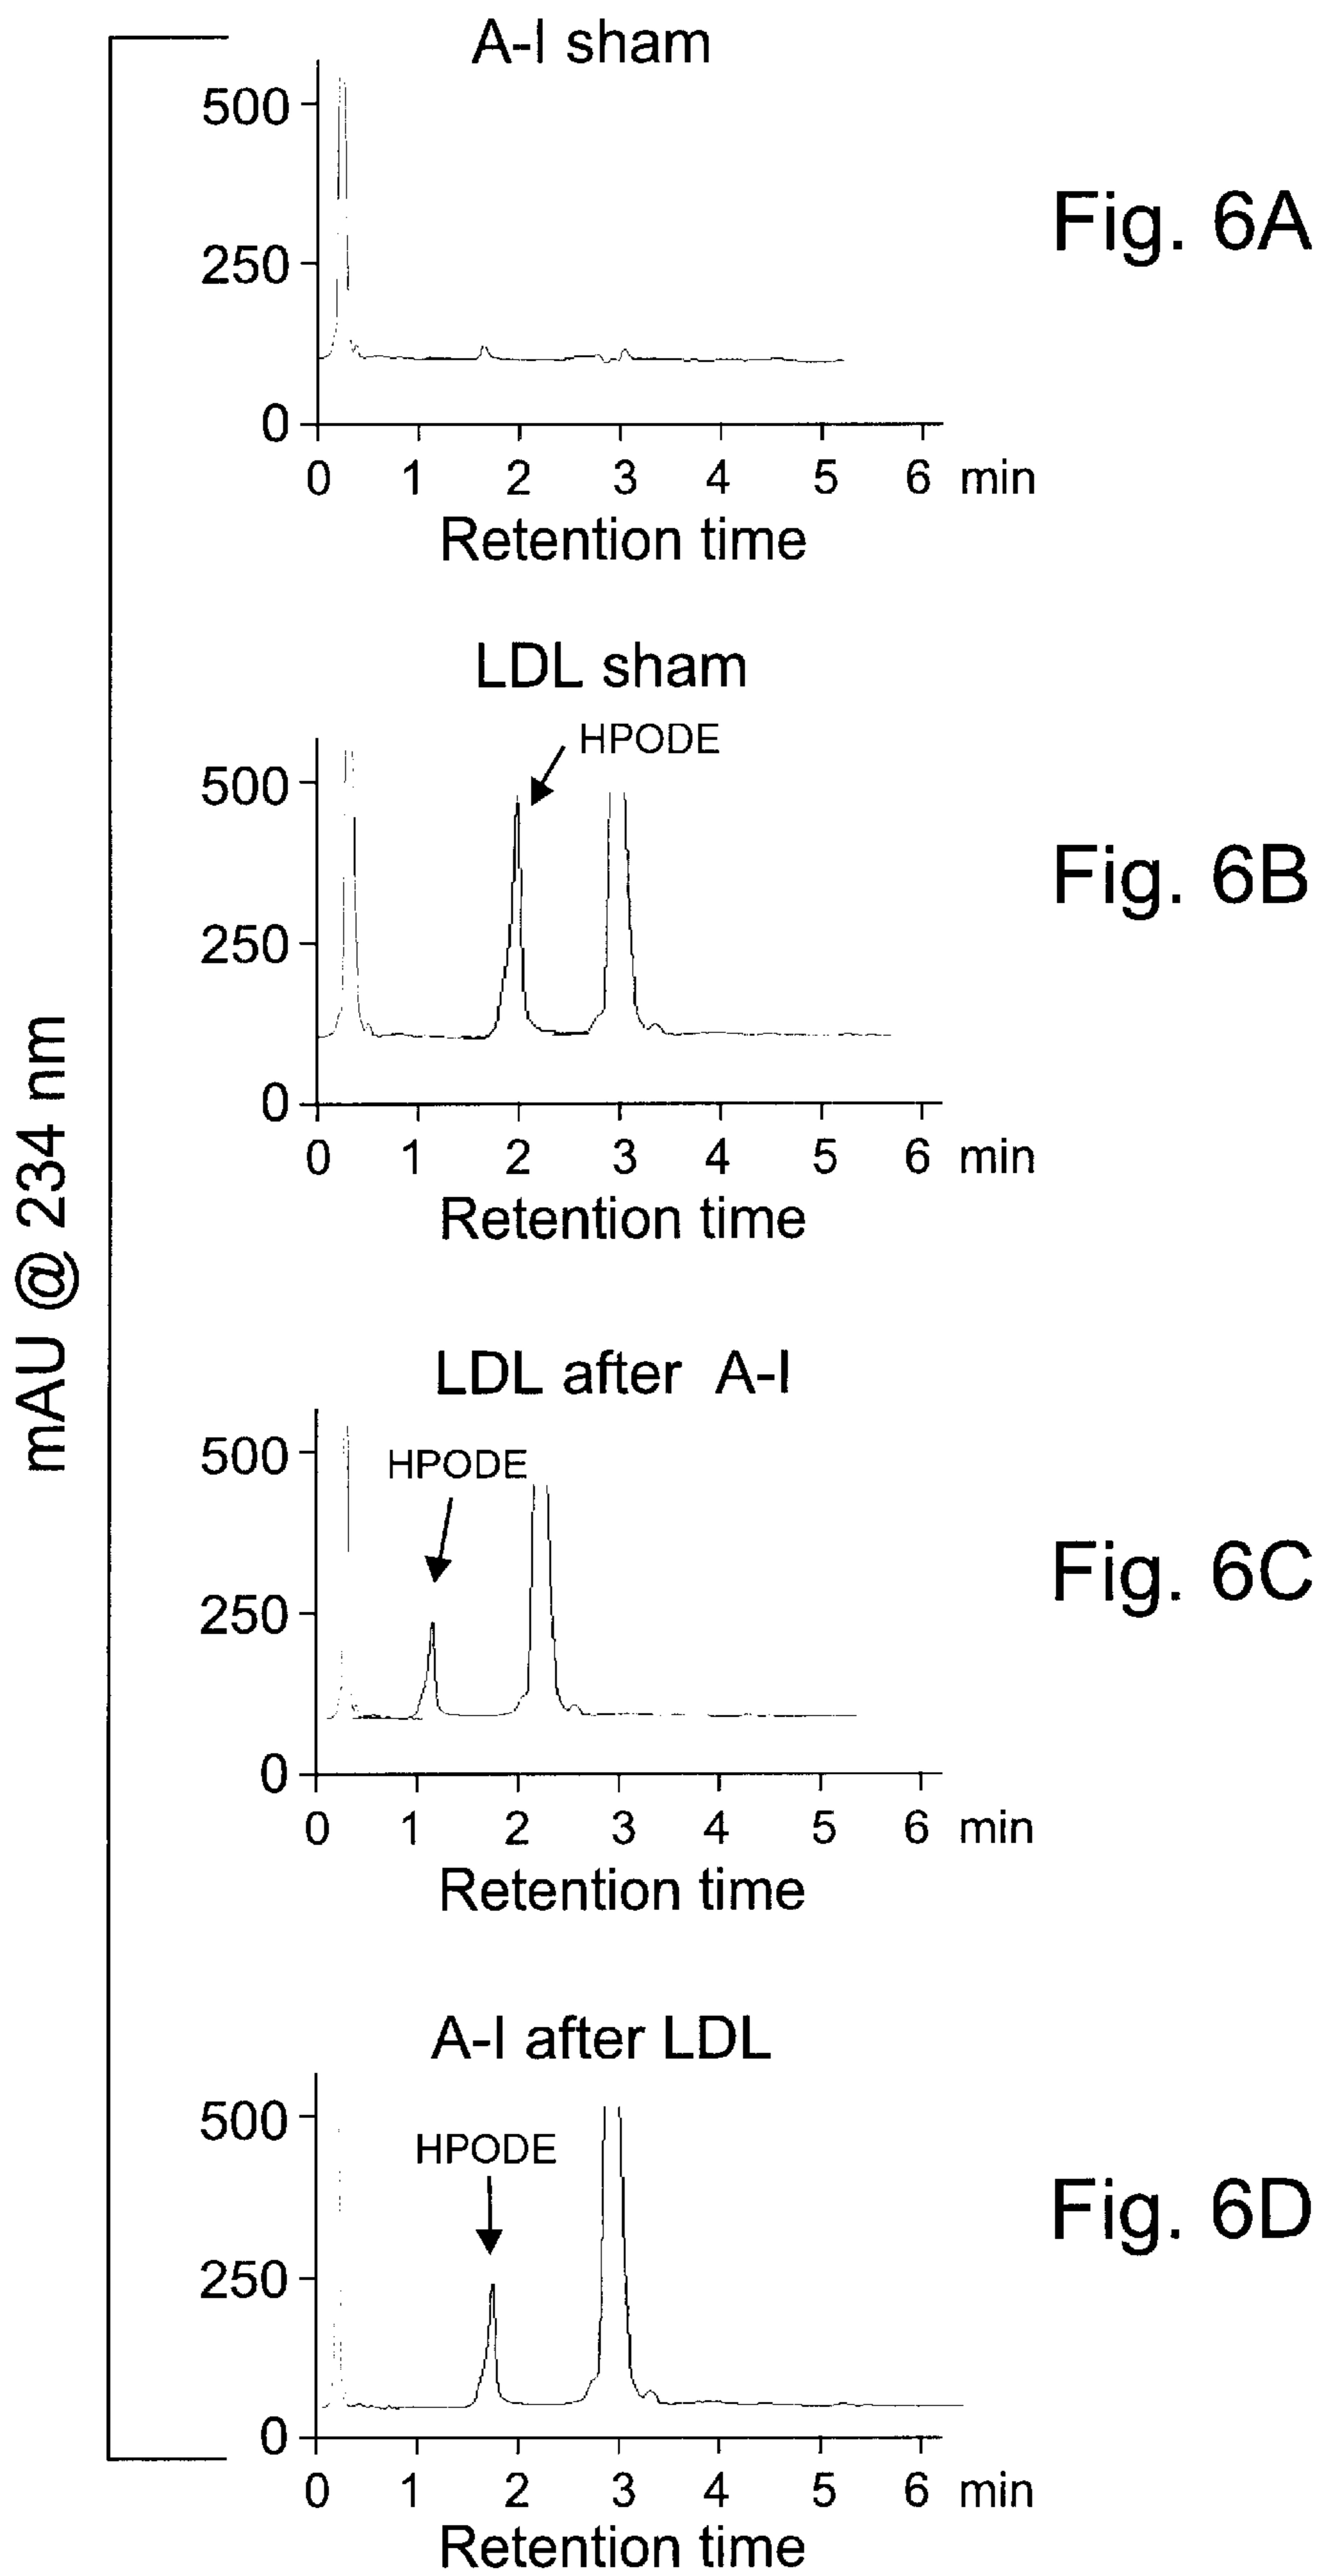 mAU @ 234 nm
A-I sham
500
250
0
0 1 2 3 4 5 6 min
Retention time
Fig. 6A
LDL sham
HPODE
500
250
0
0 1 2 3 4 5 6 min
Retention time
Fig. 6B
LDL after A-I
HPODE
500
250
0
0 1 2 3 4 5 6 min
Retention time
Fig. 6C
A-I after LDL
HPODE
500
250
0
0 1 2 3 4 5 6 min
Retention time
Fig. 6D